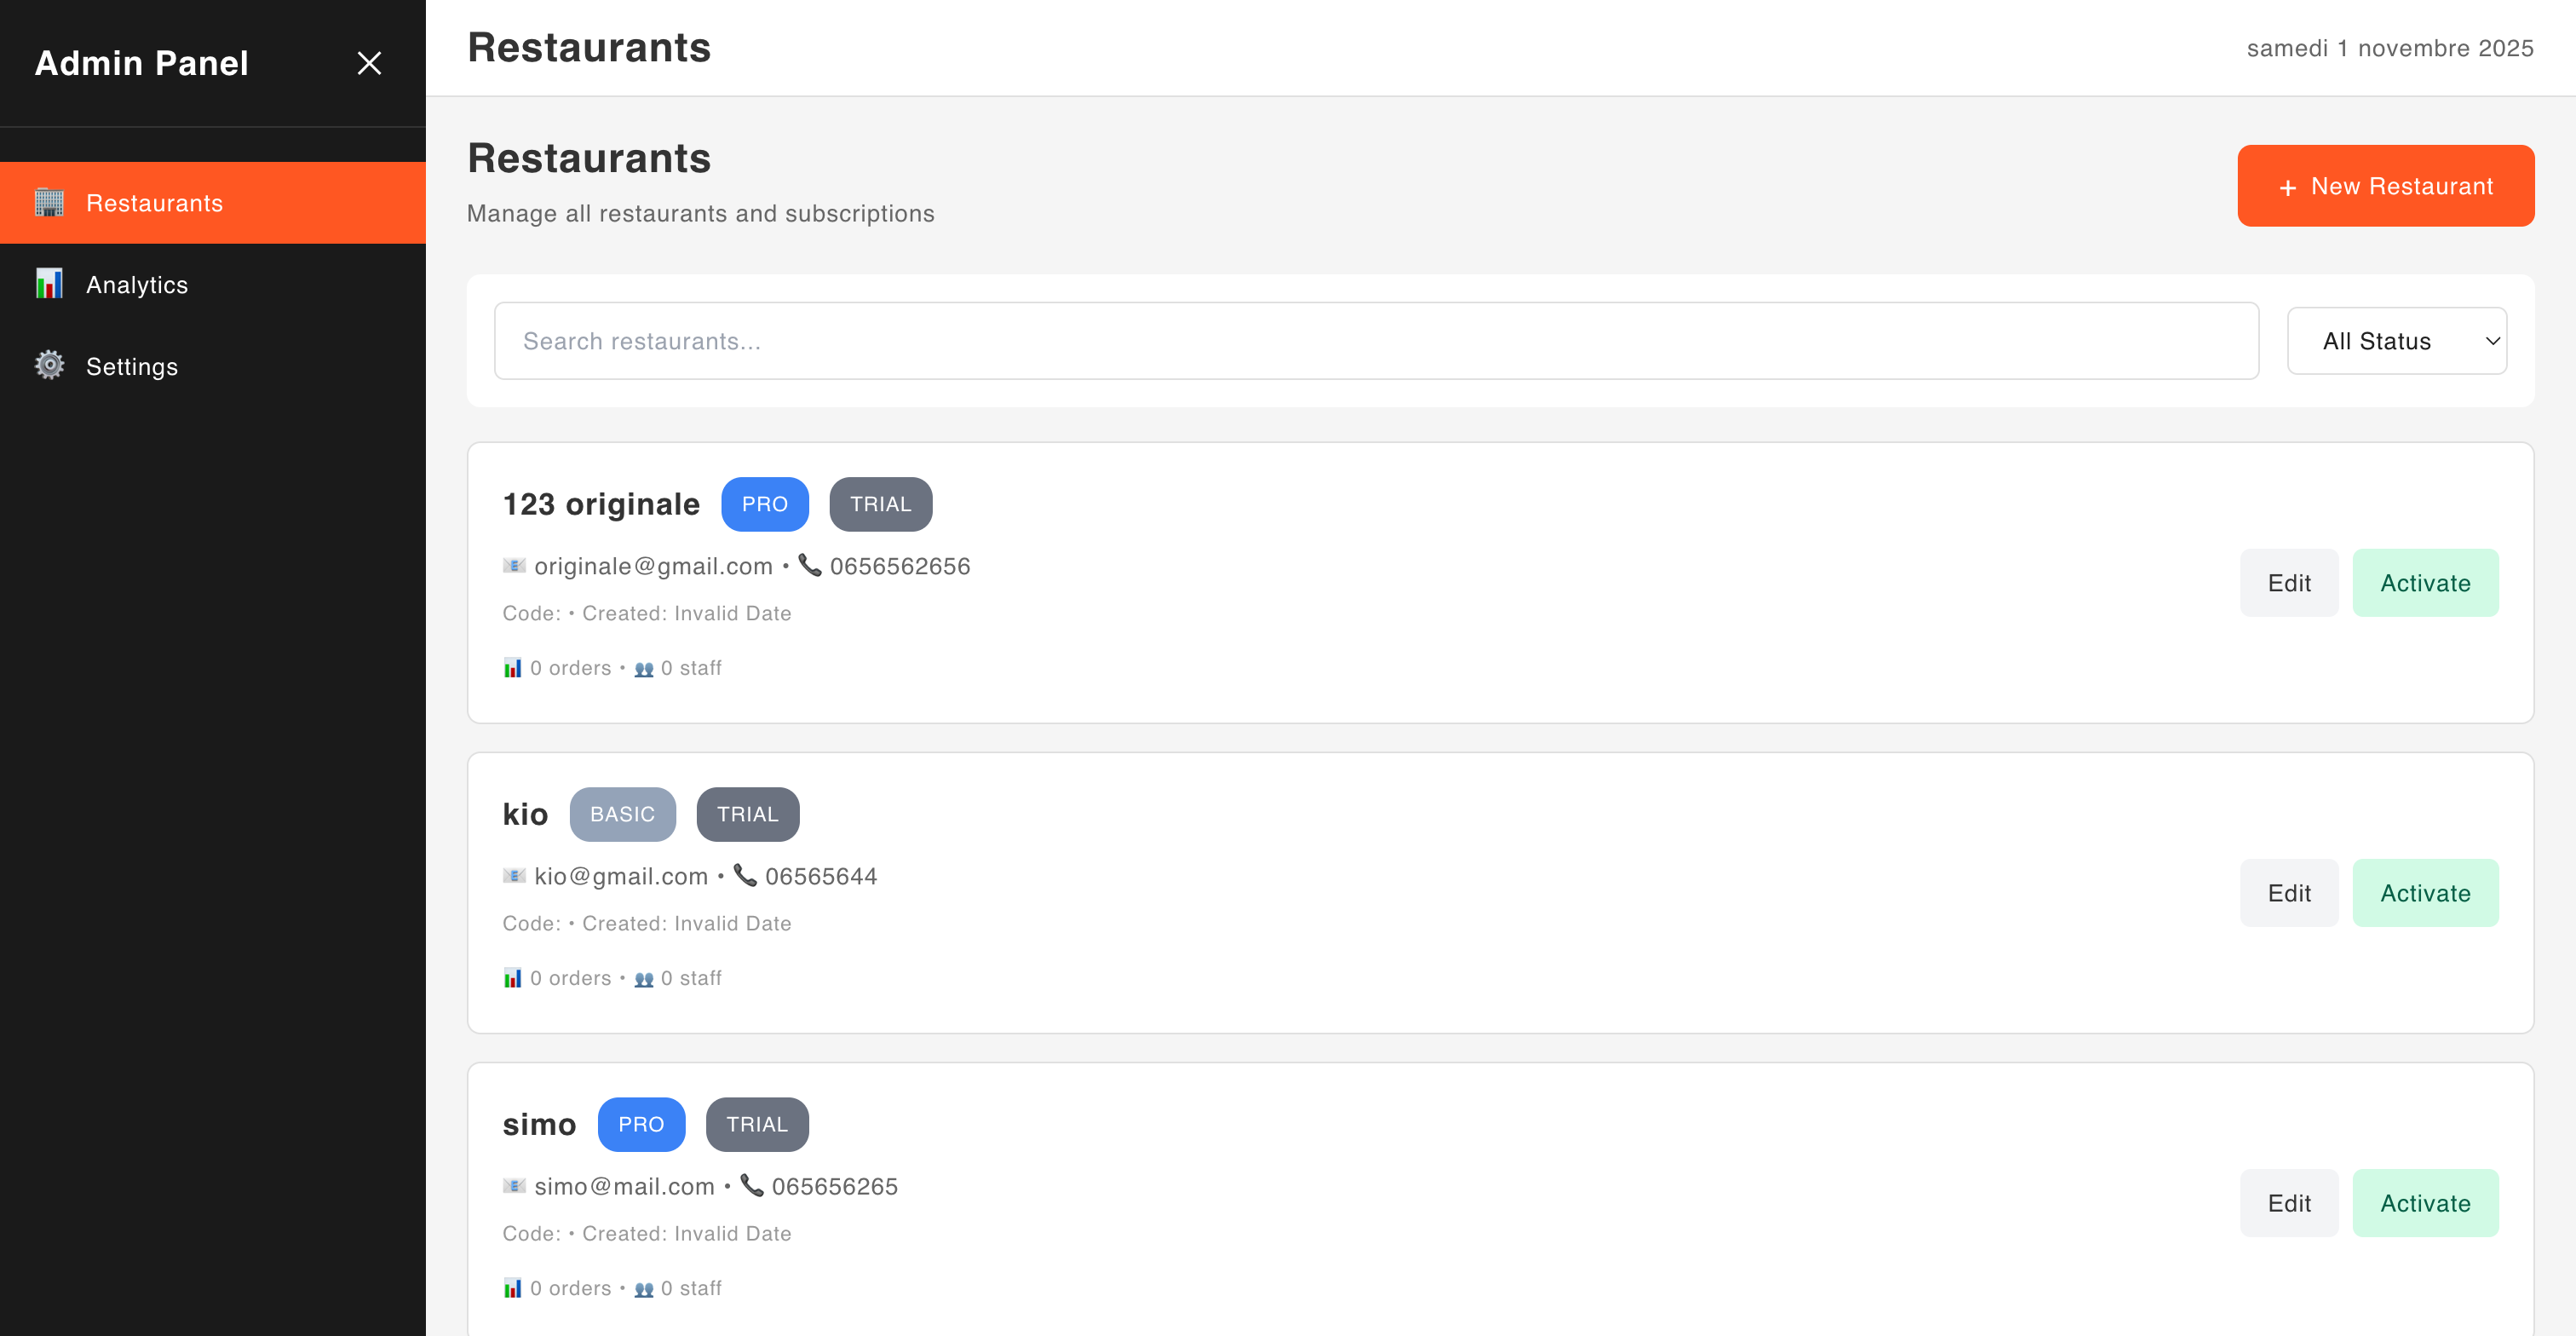 Admin Panel
Restaurants
Analytics
Settings
Restaurants
samedi 1 novembre 2025
Restaurants
Manage all restaurants and subscriptions
+ New Restaurant
Search restaurants...
All Status
123 originale PRO TRIAL
originale@gmail.com • 0656562656
Code: • Created: Invalid Date
0 orders • 0 staff
Edit Activate
kio BASIC TRIAL
kio@gmail.com • 06565644
Code: • Created: Invalid Date
0 orders • 0 staff
Edit Activate
simo PRO TRIAL
simo@mail.com • 065656265
Code: • Created: Invalid Date
0 orders • 0 staff
Edit Activate